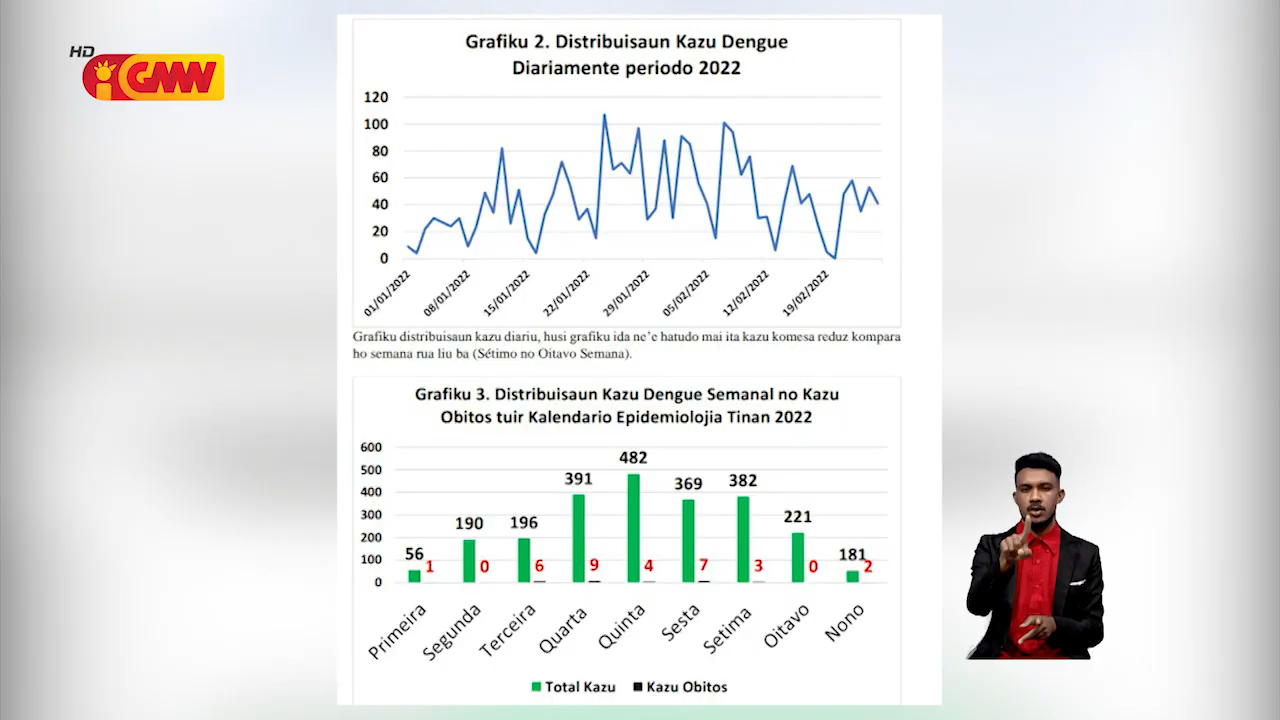 HD
GMW
Grafiku 2. Distribuisaun Kazu Dengue
Diariamente periodo 2022
120
100
80
60
40
20
0
01/01/2022
08/01/2022
15/01/2022
22/01/2022
29/01/2022
05/02/2022
12/02/2022
19/02/2022
Grafiku distribuisaun kazu diariu, husi grafiku ida ne'e hatudo mai ita kazu komesa reduz kompara
ho semana rua liu ba (Sétimo no Oitavo Semana).
Grafiku 3. Distribuisaun Kazu Dengue Semanal no Kazu
Obitos tuir Kalendario Epidemiolojia Tinan 2022
600
500
400
300
200
100
0
56 190 196 391 482 369 382 221 181
1 0 6 9 4 7 3 0 2
Primeira
Segunda
Terceira
Quarta
Quinta
Sesta
Setima
Oitavo
Nono
Total Kazu Kazu Obitos